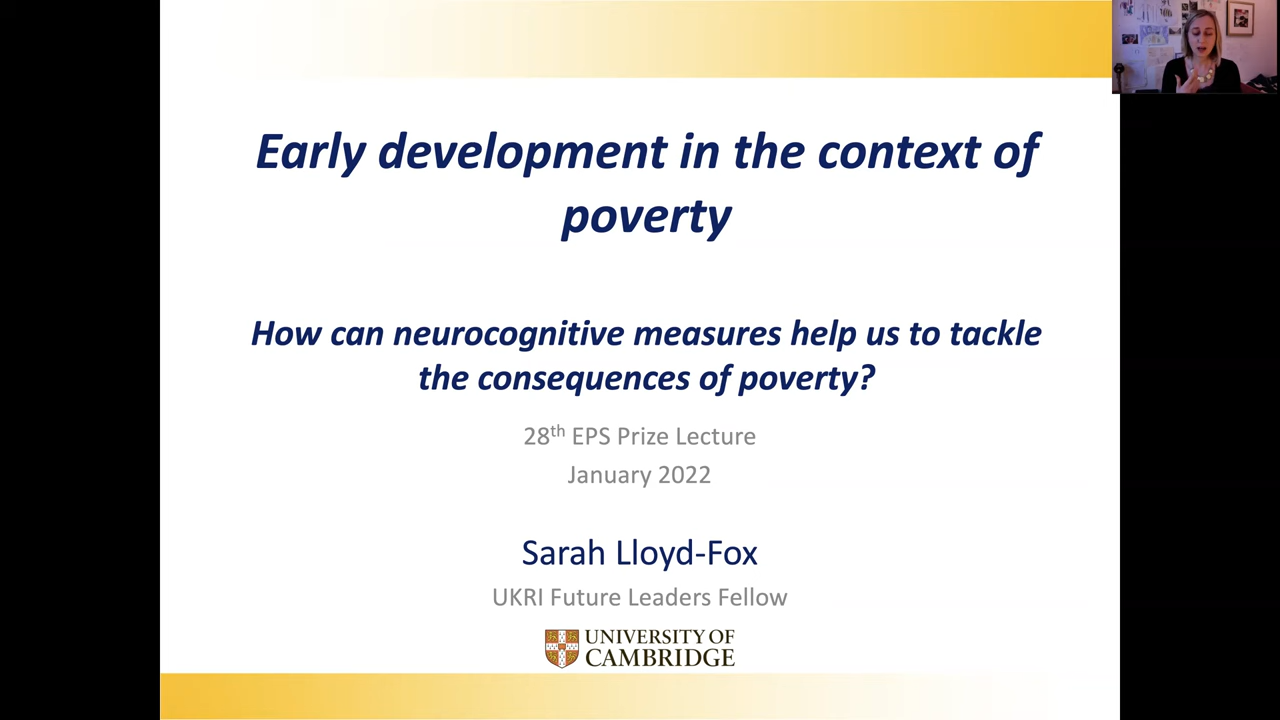 Early development in the context of
poverty
How can neurocognitive measures help us to tackle
the consequences of poverty?
28th EPS Prize Lecture
January 2022
Sarah Lloyd-Fox
UKRI Future Leaders Fellow
UNIVERSITY OF
CAMBRIDGE